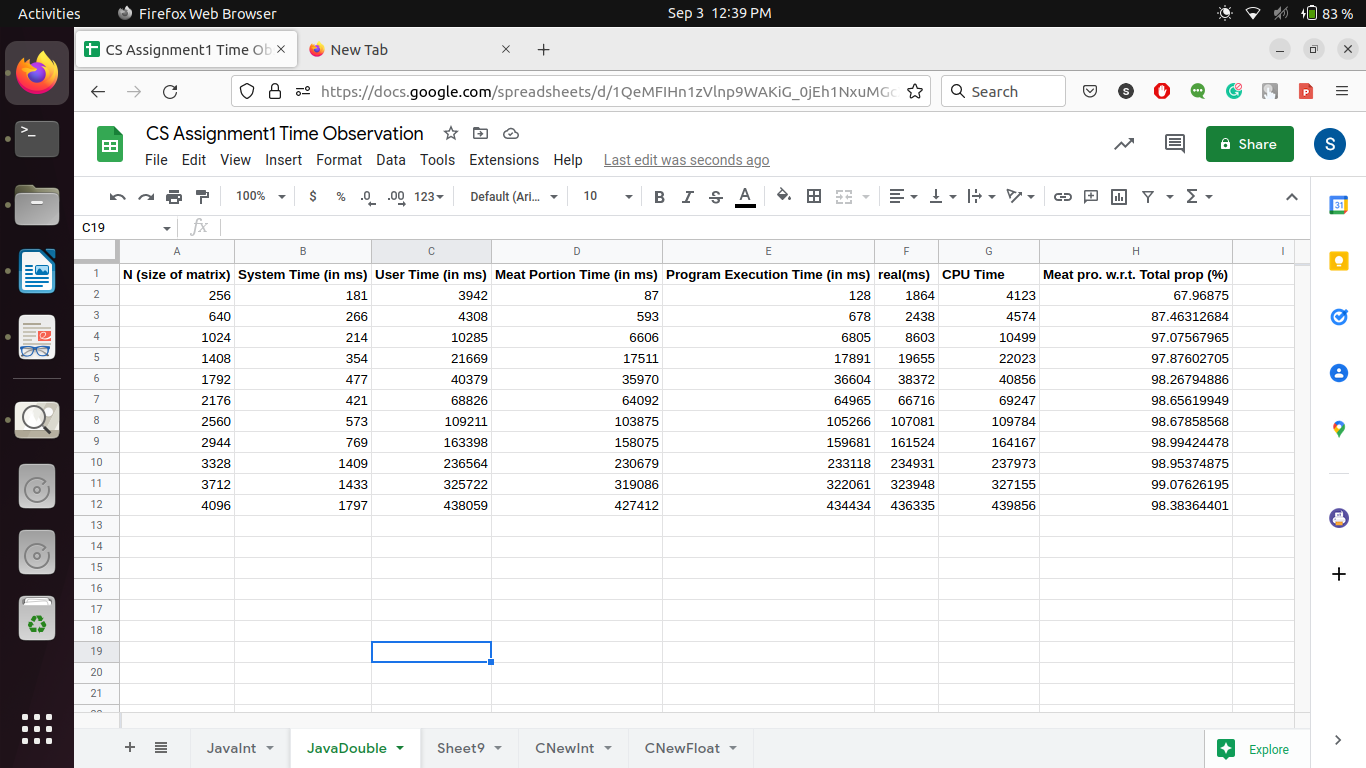 Activities Firefox Web Browser Sep 3 12:39 PM 83 %
CS Assignment1 Time Ob New Tab
https://docs.google.com/spreadsheets/d/1QeMFIHn1zVlnp9WAKiG_0jEh1NxuMGc Search
CS Assignment1 Time Observation
File Edit View Insert Format Data Tools Extensions Help Last edit was seconds ago
Share S
100% $ % .0 .00 123 Default (Ari... 10 B I S A
C19 fx
A B C D E F G H I
1 N (size of matrix) System Time (in ms) User Time (in ms) Meat Portion Time (in ms) Program Execution Time (in ms) real(ms) CPU Time Meat pro. w.r.t. Total prop (%)
2 256 181 3942 87 128 1864 4123 67.96875
3 640 266 4308 593 678 2438 4574 87.46312684
4 1024 214 10285 6606 6805 8603 10499 97.07567965
5 1408 354 21669 17511 17891 19655 22023 97.87602705
6 1792 477 40379 35970 36604 38372 40856 98.26794886
7 2176 421 68826 64092 64965 66716 69247 98.65619949
8 2560 573 109211 103875 105266 107081 109784 98.67858568
9 2944 769 163398 158075 159681 161524 164167 98.99424478
10 3328 1409 236564 230679 233118 234931 237973 98.95374875
11 3712 1433 325722 319086 322061 323948 327155 99.07626195
12 4096 1797 438059 427412 434434 436335 439856 98.38364401
13
14
15
16
17
18
19
20
21
JavaInt JavaDouble Sheet9 CNewInt CNewFloat Explore